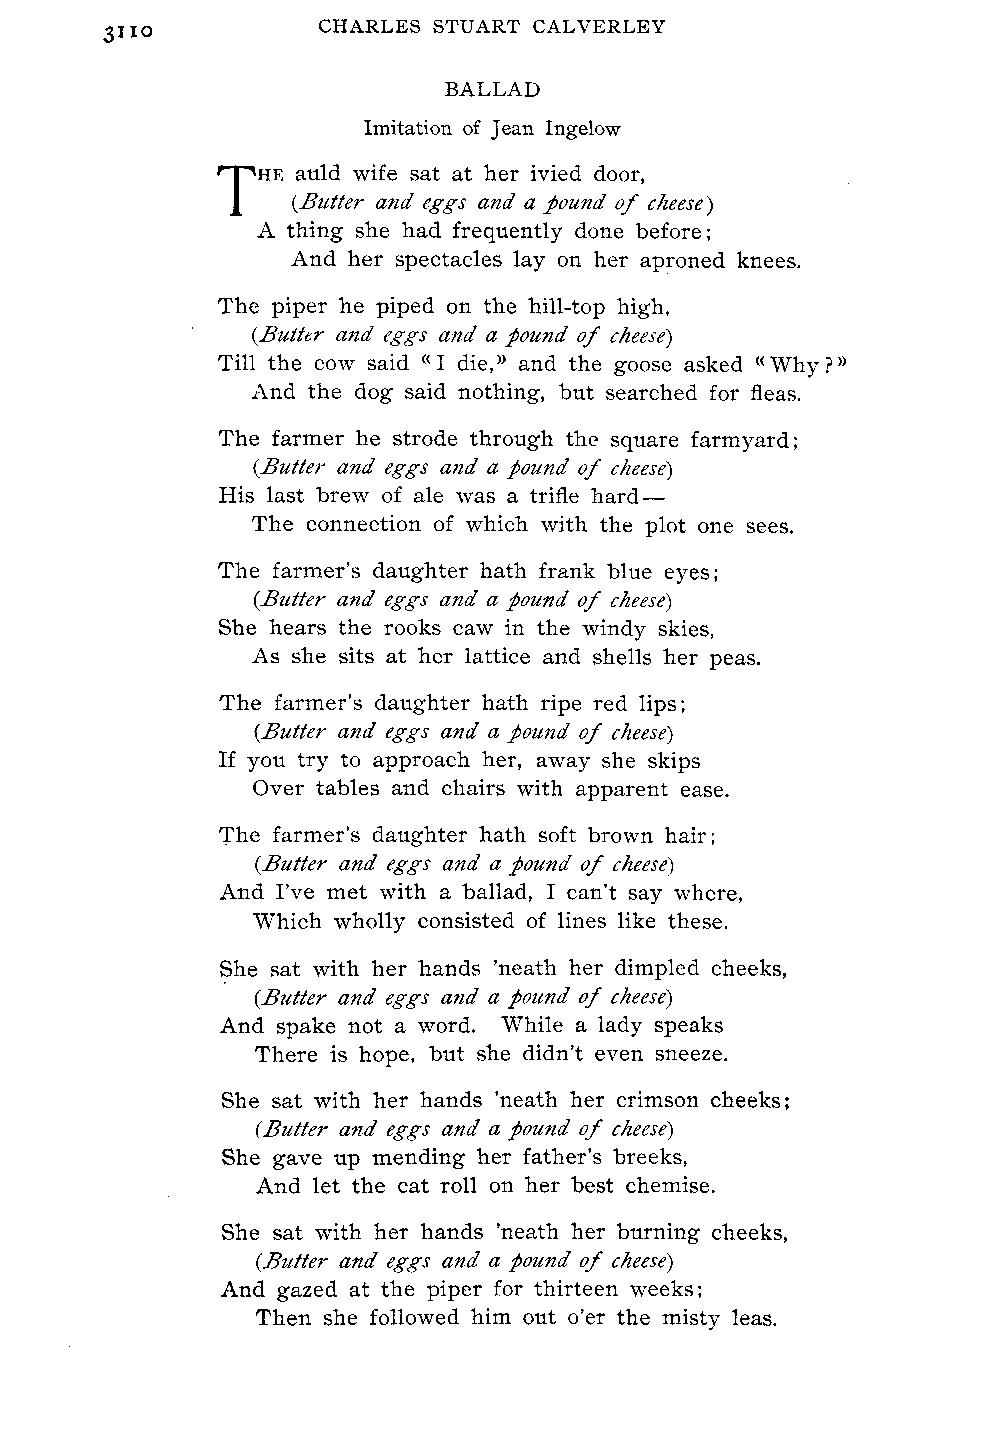 3110
CHARLES STUART CALVERLEY
BALLAD
Imitation of Jean Ingelow
THE auld wife sat at her ivied door,
(Butter and eggs and a pound of cheese)
A thing she had frequently done before;
And her spectacles lay on her aproned knees.
The piper he piped on the hill-top high,
(Butter and eggs and a pound of cheese)
Till the cow said "I die," and the goose asked "Why?"
And the dog said nothing, but searched for fleas.
The farmer he strode through the square farmyard;
(Butter and eggs and a pound of cheese)
His last brew of ale was a trifle hard—
The connection of which with the plot one sees.
The farmer's daughter hath frank blue eyes;
(Butter and eggs and a pound of cheese)
She hears the rooks caw in the windy skies,
As she sits at her lattice and shells her peas.
The farmer's daughter hath ripe red lips;
(Butter and eggs and a pound of cheese)
If you try to approach her, away she skips
Over tables and chairs with apparent ease.
The farmer's daughter hath soft brown hair;
(Butter and eggs and a pound of cheese)
And I've met with a ballad, I can't say where,
Which wholly consisted of lines like these.
She sat with her hands 'neath her dimpled cheeks,
(Butter and eggs and a pound of cheese)
And spake not a word. While a lady speaks
There is hope, but she didn't even sneeze.
She sat with her hands 'neath her crimson cheeks;
(Butter and eggs and a pound of cheese)
She gave up mending her father's breeks,
And let the cat roll on her best chemise.
She sat with her hands 'neath her burning cheeks,
(Butter and eggs and a pound of cheese)
And gazed at the piper for thirteen weeks;
Then she followed him out o'er the misty leas.